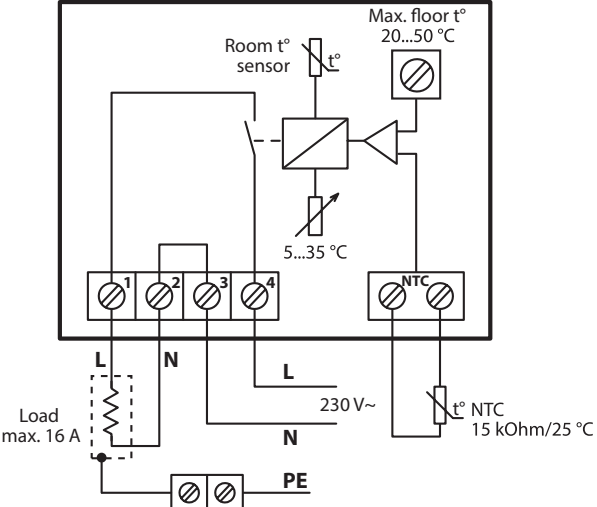 Max. floor t°
20...50 °C
Room t°
sensor
t°
5...35 °C
1
2
3
4
NTC
L
N
L
230 V~
N
Load
max. 16 A
t° NTC
15 kOhm/25 °C
PE